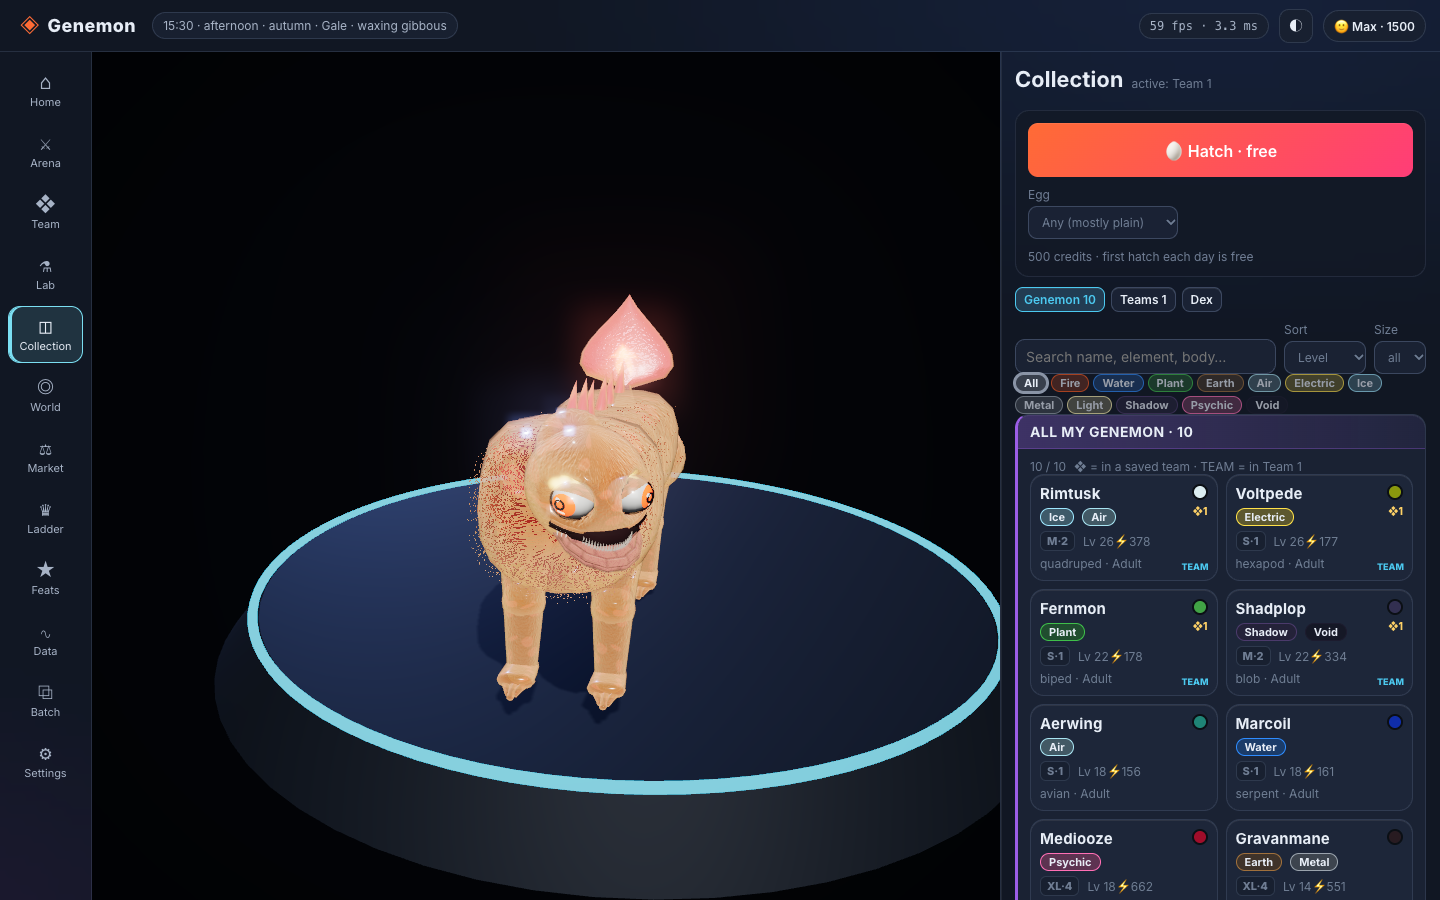 Genemon
15:30 · afternoon · autumn · Gale · waxing gibbous
59 fps · 3.3 ms
Max · 1500
Home
Arena
Team
Lab
Collection
World
Market
Ladder
Feats
Data
Batch
Settings
Collection
active: Team 1
Hatch · free
Egg
Any (mostly plain)
500 credits · first hatch each day is free
Genemon 10
Teams 1
Dex
Sort
Size
Search name, element, body...
Level
all
All Fire Water Plant Earth Air Electric Ice
Metal Light Shadow Psychic Void
ALL MY GENEMON · 10
10 / 10 ❖ = in a saved team · TEAM = in Team 1
Rimtusk
Ice Air
❖1
M·2 Lv 26⚡378
quadruped · Adult
TEAM
Voltpede
Electric
❖1
S·1 Lv 26⚡177
hexapod · Adult
TEAM
Fernmon
Plant
❖1
S·1 Lv 22⚡178
biped · Adult
TEAM
Shadplop
Shadow Void
❖1
M·2 Lv 22⚡334
blob · Adult
TEAM
Aerwing
Air
S·1 Lv 18⚡156
avian · Adult
Marcoil
Water
S·1 Lv 18⚡161
serpent · Adult
Mediooze
Psychic
XL·4 Lv 18⚡662
Gravanmane
Earth Metal
XL·4 Lv 14⚡551